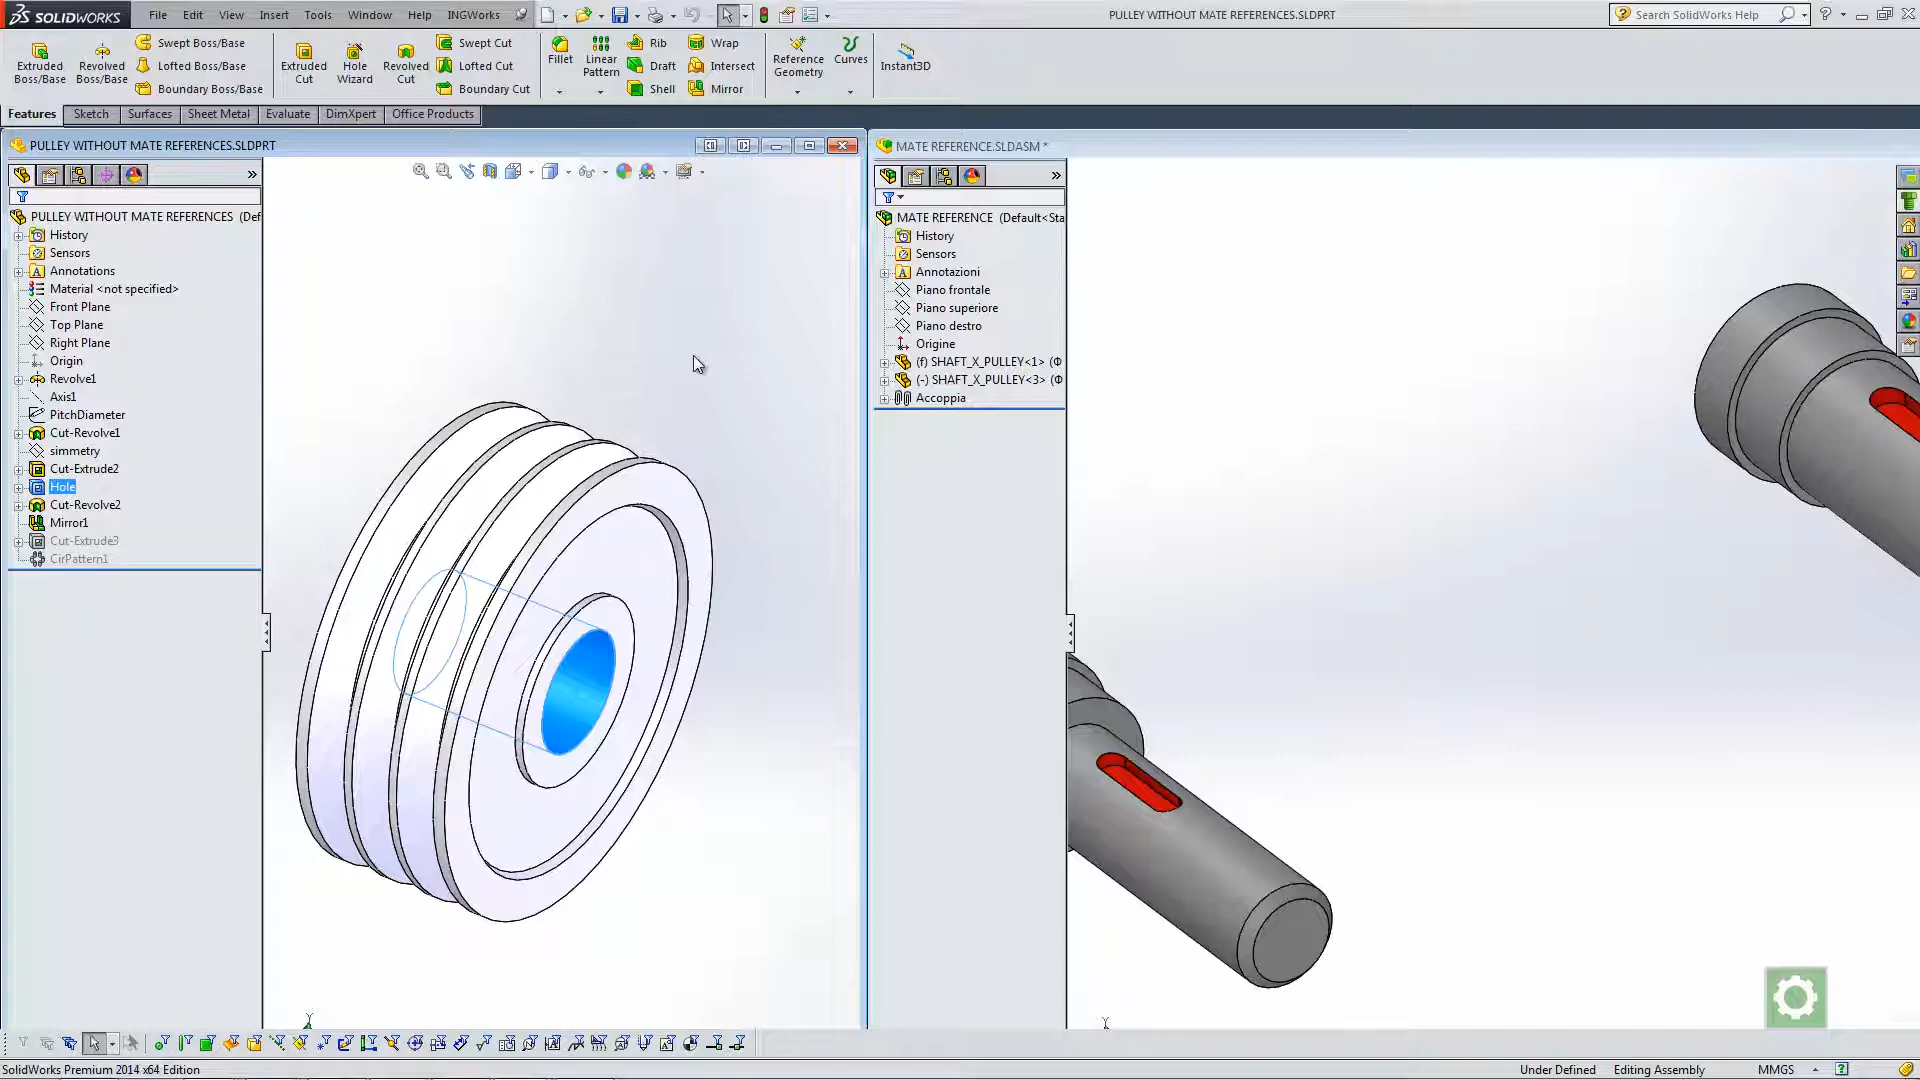 SOLIDWORKS File Edit View Insert Tools Window Help INGWorks PULLEY WITHOUT MATE REFERENCES.SLDPRT Search SolidWorks Help
Extruded Boss/Base
Revolved Boss/Base
Swept Boss/Base
Lofted Boss/Base
Boundary Boss/Base
Extruded Cut
Hole Wizard
Revolved Cut
Swept Cut
Lofted Cut
Boundary Cut
Fillet
Linear Pattern
Rib
Draft
Shell
Wrap
Intersect
Mirror
Reference Geometry
Curves
Instant3D
Features Sketch Surfaces Sheet Metal Evaluate DimXpert Office Products
PULLEY WITHOUT MATE REFERENCES.SLDPRT
PULLEY WITHOUT MATE REFERENCES (Def
History
Sensors
Annotations
Material <not specified>
Front Plane
Top Plane
Right Plane
Origin
Revolve1
Axis1
PitchDiameter
Cut-Revolve1
simmetry
Cut-Extrude2
Hole
Cut-Revolve2
Mirror1
Cut-Extrude3
CirPattern1
Y
MATE REFERENCE.SLDASM *
MATE REFERENCE (Default<Sta
History
Sensors
Annotazioni
Piano frontale
Piano superiore
Piano destro
Origine
(f) SHAFT_X_PULLEY<1> (Φ
(-) SHAFT_X_PULLEY<3> (Φ
Accoppia
Y
SolidWorks Premium 2014 x64 Edition Under Defined Editing Assembly MMGS